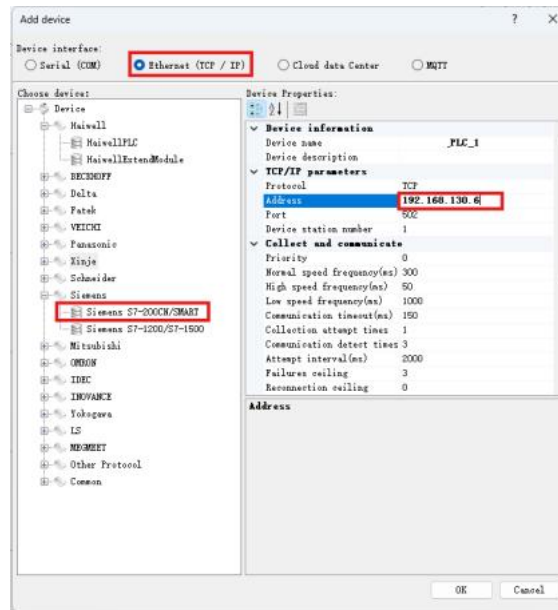 Add device
? ×
Device interface:
Serial (COM)
Ethernet (TCP / IP)
Cloud data Center
MQTT
Choose device:
Device
Haiwell
HaiwellPLC
HaiwellExtendModule
BECKHOFF
Delta
Fatek
VEICHI
Panasonic
Xinje
Schneider
Siemens
Siemens S7-200CN/SMART
Siemens S7-1200/S7-1500
Mitsubishi
OMRON
IDEC
INOVANCE
Yokogawa
LS
MEGMEET
Other Protocol
Common
Device Properties:
Device information
Device name _PLC_1
Device description
TCP/IP parameters
Protocol TCP
Address 192.168.130.6
Port 502
Device station number 1
Collect and communicate
Priority 0
Normal speed frequency(ms) 300
High speed frequency(ms) 50
Low speed frequency(ms) 1000
Communication timeout(ms) 150
Collection attempt times 1
Communication detect times 3
Attempt interval(ms) 2000
Failures ceiling 3
Reconnection ceiling 0
Address
OK Cancel